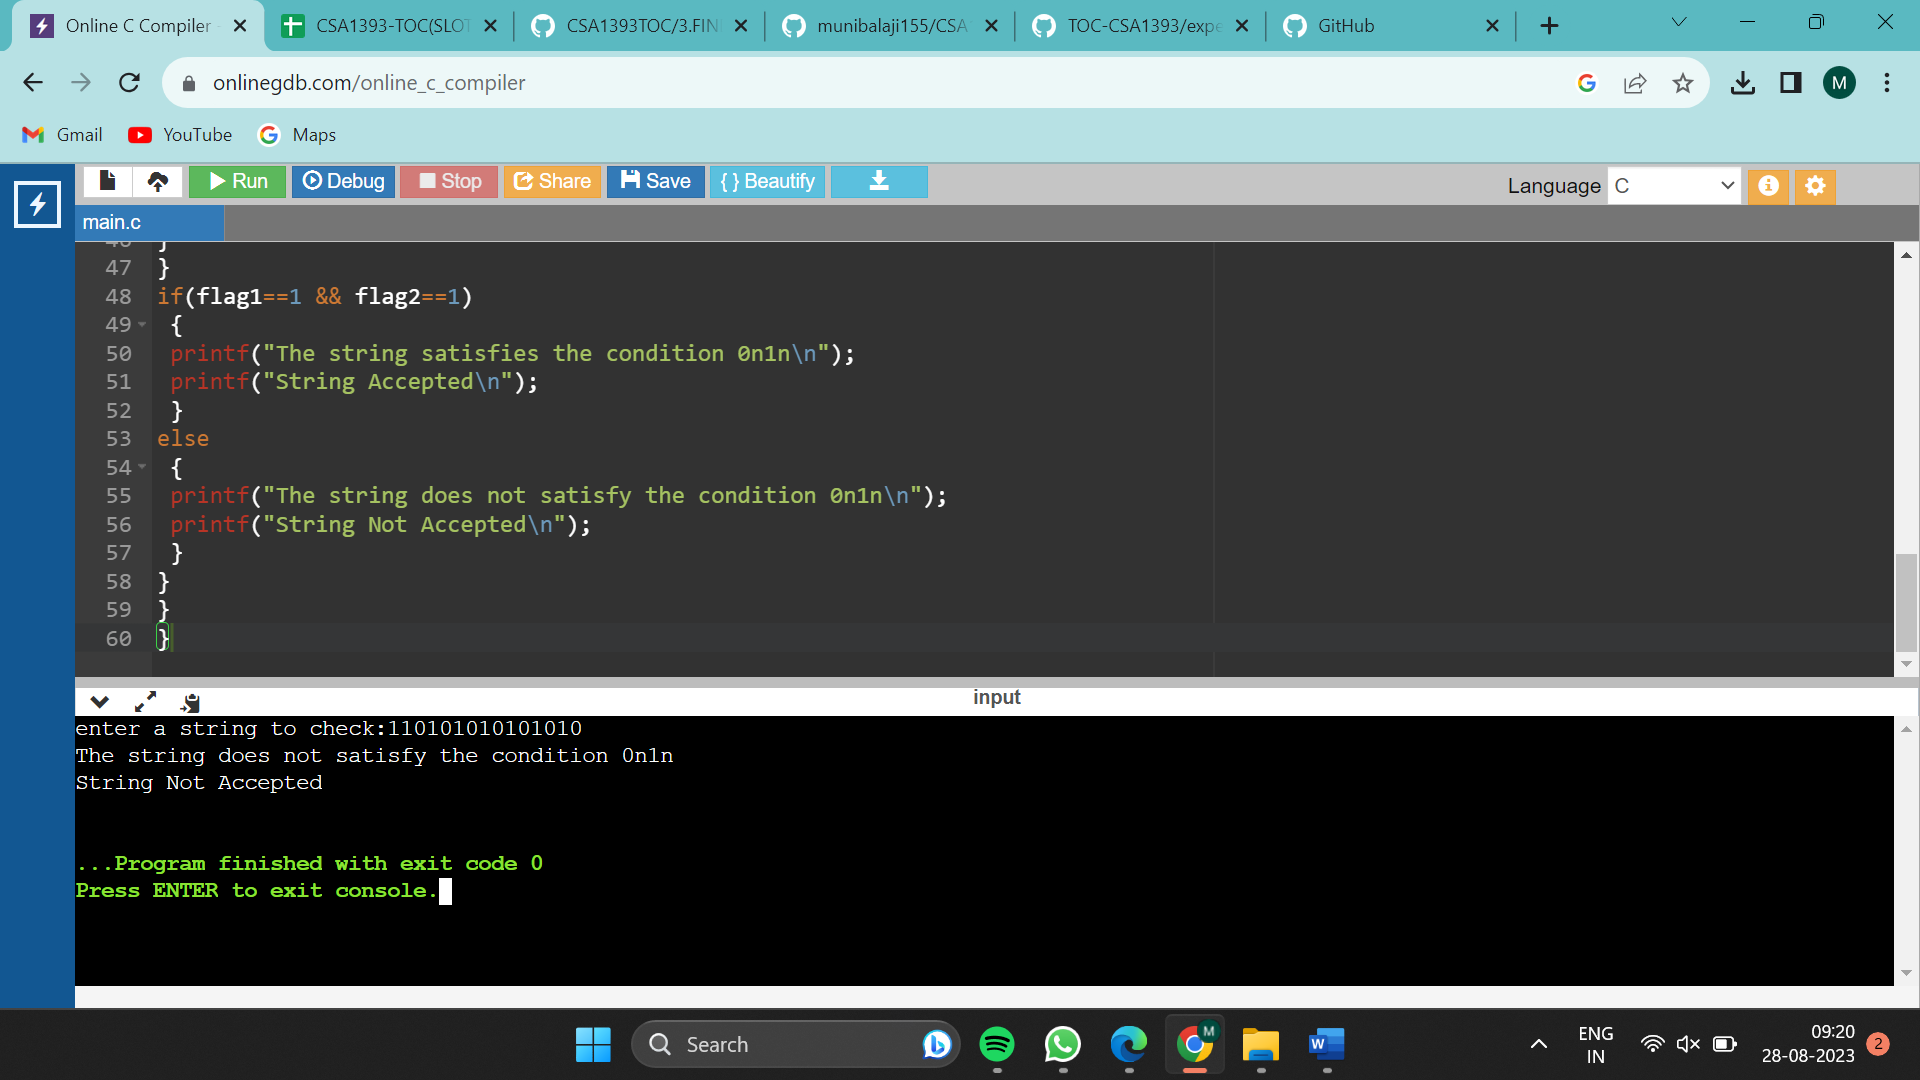 Online C Compiler
CSA1393-TOC(SLOT
CSA1393TOC/3.FIN
munibalaji155/CSA
TOC-CSA1393/expe
GitHub
onlinegdb.com/online_c_compiler
M
Gmail
YouTube
Maps
Run
Debug
Stop
Share
Save
{ } Beautify
Language
C
main.c
46 }
47 }
48 if(flag1==1 && flag2==1)
49 {
50 printf("The string satisfies the condition 0n1n\n");
51 printf("String Accepted\n");
52 }
53 else
54 {
55 printf("The string does not satisfy the condition 0n1n\n");
56 printf("String Not Accepted\n");
57 }
58 }
59 }
60 }
input
enter a string to check:110101010101010
The string does not satisfy the condition 0n1n
String Not Accepted
...Program finished with exit code 0
Press ENTER to exit console.
Search
M
W
ENG
IN
09:20
28-08-2023
2